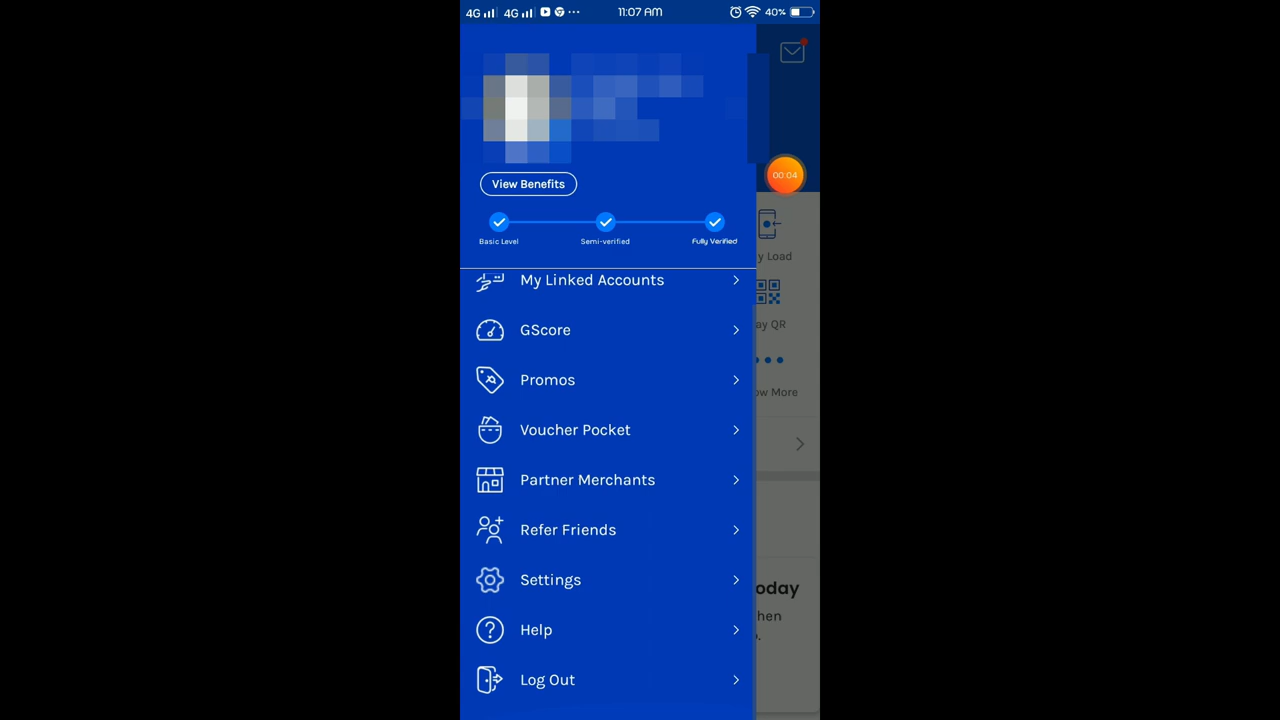 4G 4G 11:07 AM 40%
View Benefits
00:04
Basic Level Semi-verified Fully Verified
y Load
My Linked Accounts
ay QR
GScore
Promos
ow More
Voucher Pocket
Partner Merchants
Refer Friends
Settings
oday
hen
Help
Log Out